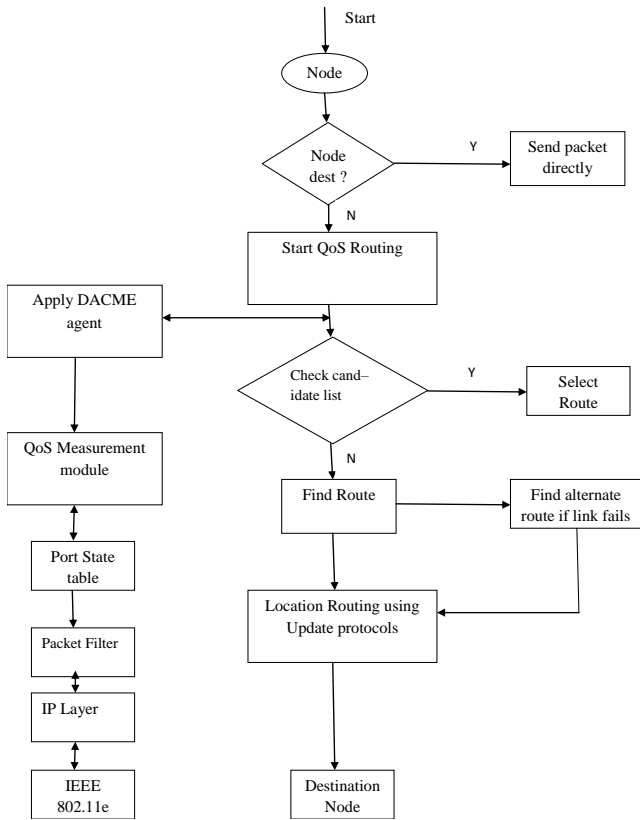 Start
Node
Node
dest ?
Y
Send packet
directly
N
Start QoS Routing
Apply DACME
agent
Check cand–
idate list
Y
Select
Route
QoS Measurement
module
N
Find Route
Find alternate
route if link fails
Port State
table
Location Routing using
Update protocols
Packet Filter
IP Layer
IEEE
802.11e
Destination
Node